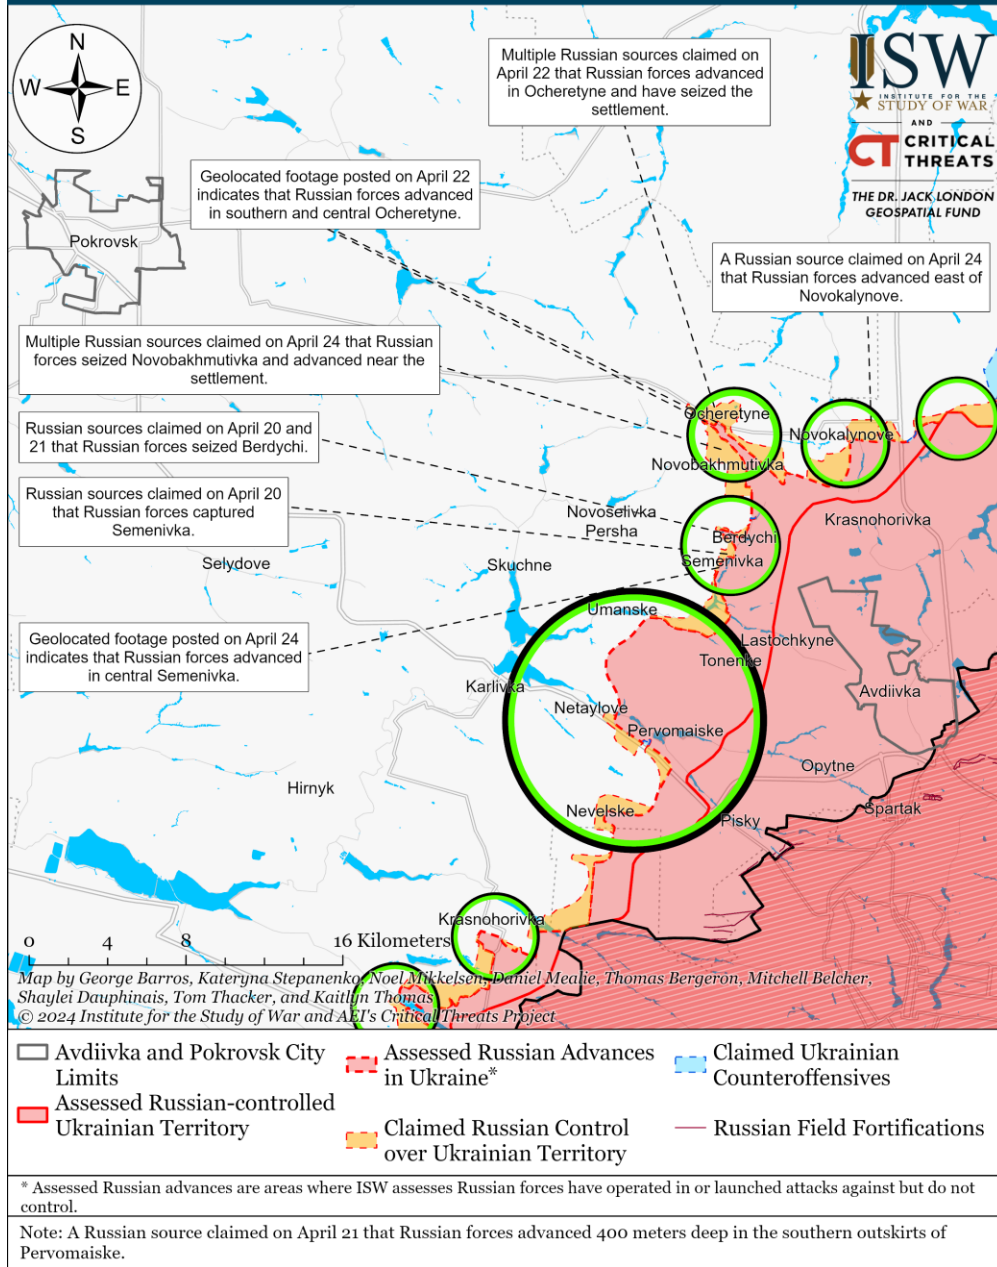 N
W
E
S
Multiple Russian sources claimed on
April 22 that Russian forces advanced
in Ocheretyne and have seized the
settlement.
ISW
INSTITUTE FOR THE
STUDY OF WAR
AND
CT CRITICAL
THREATS
THE DR. JACK LONDON
GEOSPATIAL FUND
Geolocated footage posted on April 22
indicates that Russian forces advanced
in southern and central Ocheretyne.
Pokrovsk
A Russian source claimed on April 24
that Russian forces advanced east of
Novokalynove.
Multiple Russian sources claimed on April 24 that Russian
forces seized Novobakhmutivka and advanced near the
settlement.
Ocheretyne
Novokalynove
Russian sources claimed on April 20 and
21 that Russian forces seized Berdychi.
Novobakhmutivka
Russian sources claimed on April 20
that Russian forces captured
Semenivka.
Novoselivka
Persha
Krasnohorivka
Berdychi
Semenivka
Selydove
Skuchne
Umanske
Geolocated footage posted on April 24
indicates that Russian forces advanced
in central Semenivka.
Lastochkyne
Tonenke
Karlivka
Avdiivka
Netaylove
Pervomaiske
Opytne
Hirnyk
Nevelske
Pisky
Spartak
Krasnohorivka
0 4 8 16 Kilometers
Map by George Barros, Kateryna Stepanenko, Noel Mikkelsen, Daniel Mealie, Thomas Bergeron, Mitchell Belcher,
Shaylei Dauphinais, Tom Thacker, and Kaitlyn Thomas
© 2024 Institute for the Study of War and AEI's Critical Threats Project
Avdiivka and Pokrovsk City
Limits
Assessed Russian-controlled
Ukrainian Territory
Assessed Russian Advances
in Ukraine*
Claimed Russian Control
over Ukrainian Territory
Claimed Ukrainian
Counteroffensives
Russian Field Fortifications
* Assessed Russian advances are areas where ISW assesses Russian forces have operated in or launched attacks against but do not
control.
Note: A Russian source claimed on April 21 that Russian forces advanced 400 meters deep in the southern outskirts of
Pervomaiske.